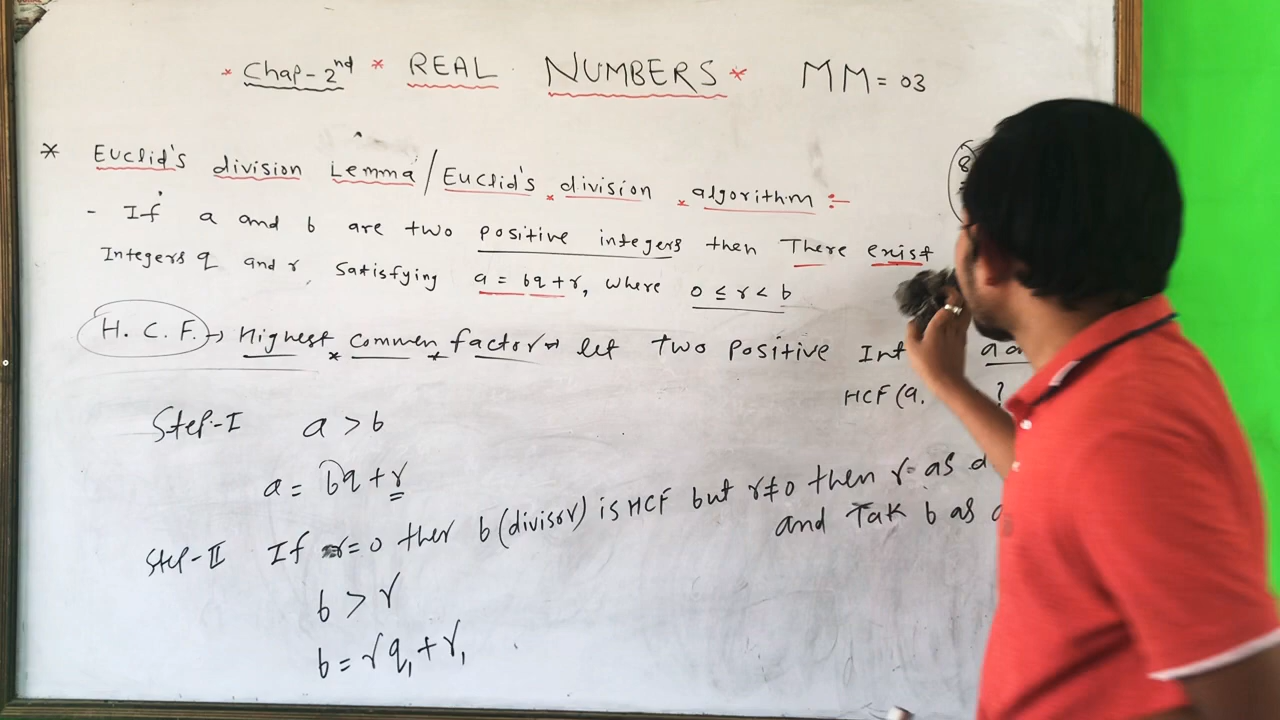 * Chap-2nd * REAL NUMBERS * MM = 03
* Euclid's division Lemma / Euclid's division algorithm :-
- If a and b are two positive integers then There exist
Integers q and r satisfying a = bq + r, where 0 ≤ r < b
H. C. F. → Highest common factor → let two positive Int
HCF (a, ?
Step-I a > b
a = bq + r
Step-II If r = 0 then b (divisor) is HCF but r ≠ 0 then r as
and Tak b as
b > r
b = r q₁ + r₁